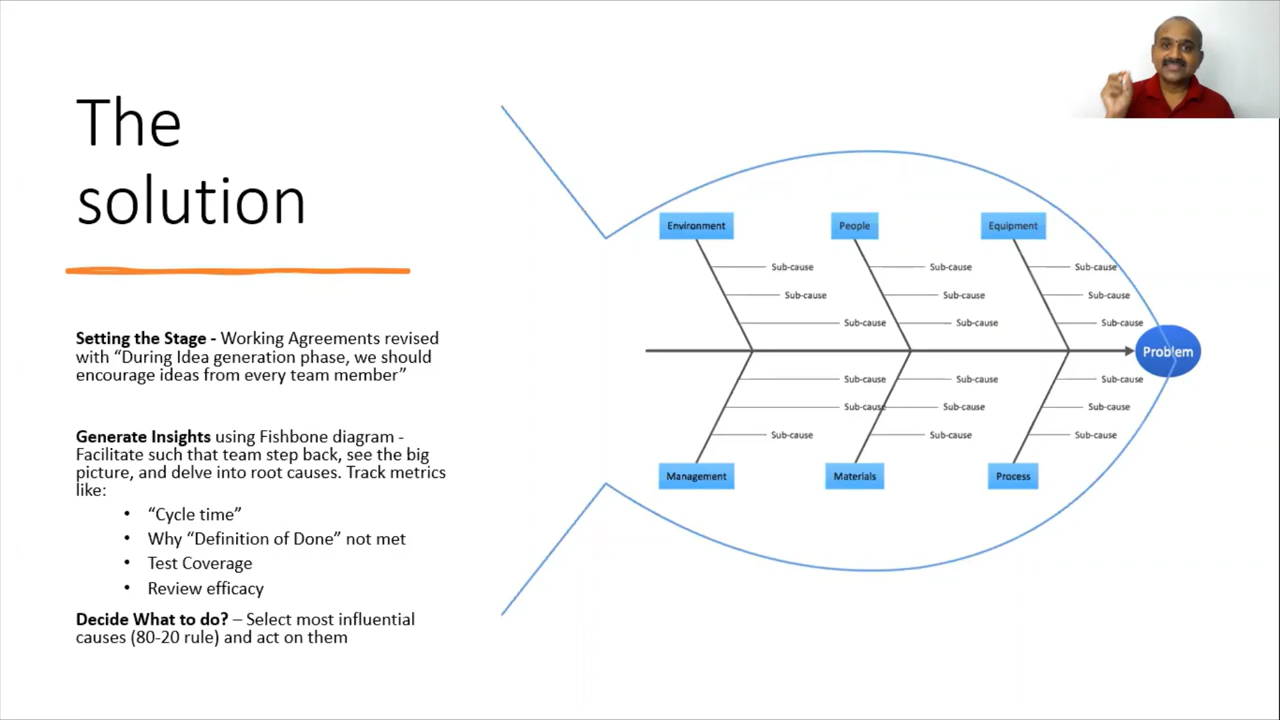 The
solution
Setting the Stage - Working Agreements revised
with “During Idea generation phase, we should
encourage ideas from every team member”
Generate Insights using Fishbone diagram -
Facilitate such that team step back, see the big
picture, and delve into root causes. Track metrics
like:
• “Cycle time”
• Why “Definition of Done” not met
• Test Coverage
• Review efficacy
Decide What to do? – Select most influential
causes (80-20 rule) and act on them
Environment People Equipment
Sub-cause Sub-cause Sub-cause
Sub-cause Sub-cause Sub-cause
Sub-cause Sub-cause Sub-cause
Problem
Sub-cause Sub-cause Sub-cause
Sub-cause Sub-cause Sub-cause
Sub-cause Sub-cause Sub-cause
Management Materials Process